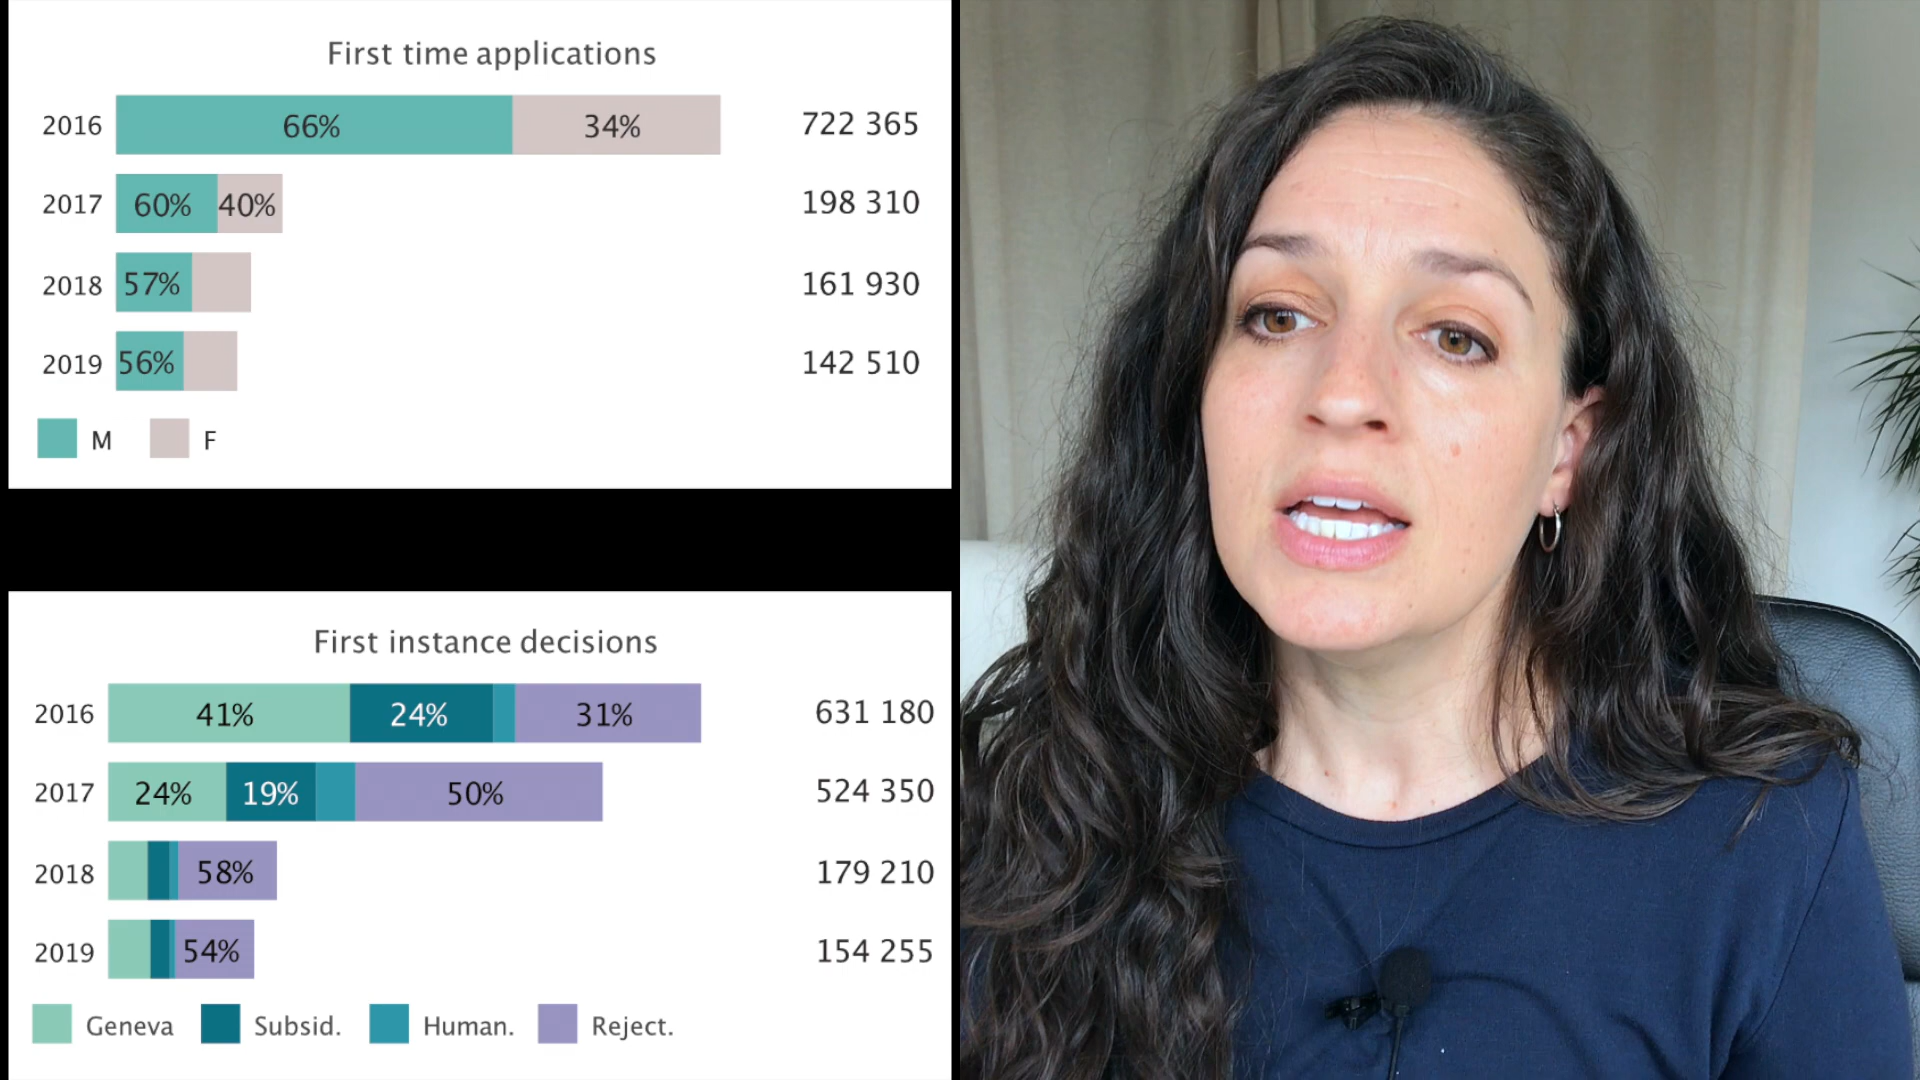 First time applications
2016 66% 34% 722 365
2017 60% 40% 198 310
2018 57% 161 930
2019 56% 142 510
M F
First instance decisions
2016 41% 24% 31% 631 180
2017 24% 19% 50% 524 350
2018 58% 179 210
2019 54% 154 255
Geneva Subsid. Human. Reject.